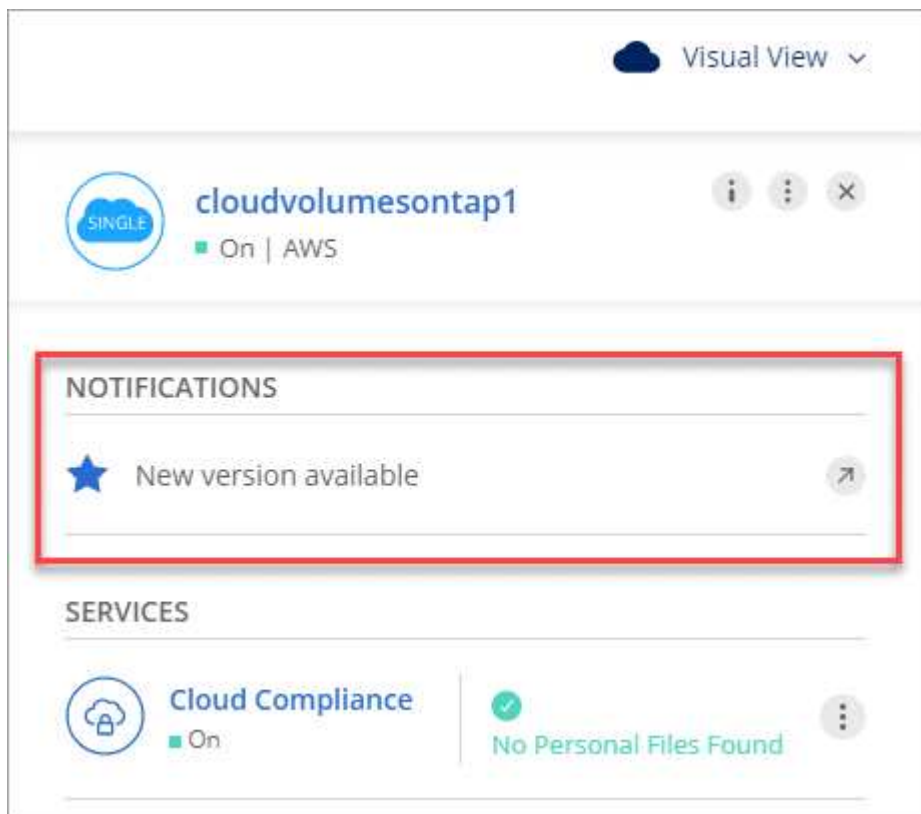 Visual View
SINGLE
cloudvolumesontap1
On | AWS
NOTIFICATIONS
New version available
SERVICES
Cloud Compliance
On
No Personal Files Found